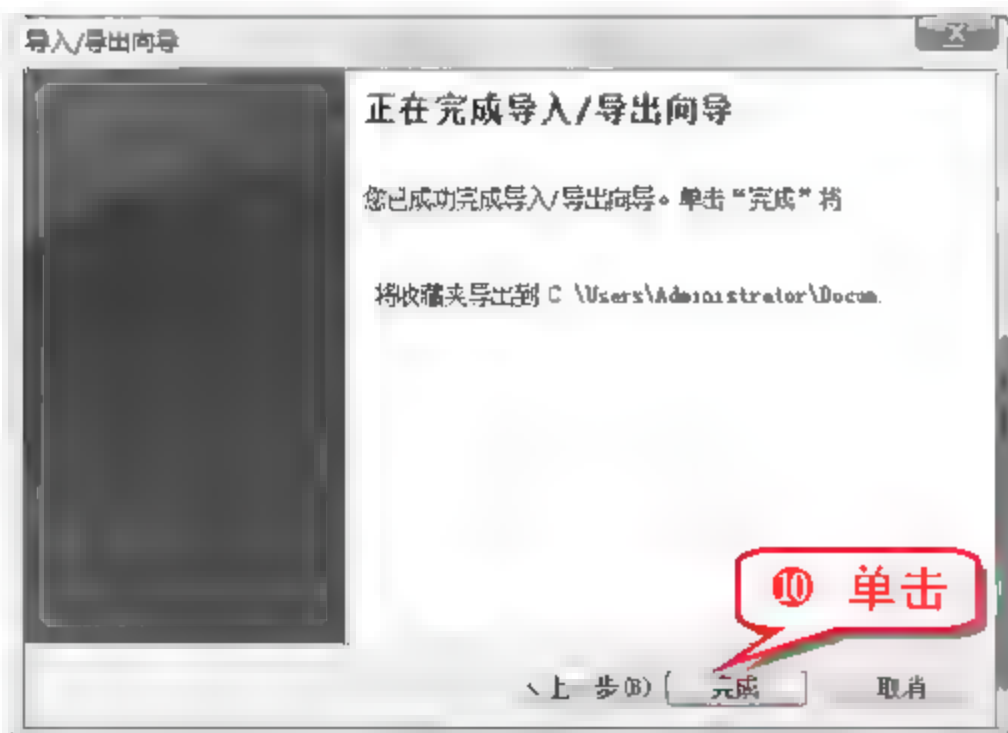 导入/导出向导
正在完成导入/导出向导
您已成功完成导入/导出向导。单击“完成”将
将收藏夹导出到 C \Users\Administrator\Docum.
⑩ 单击
上一步(B) 完成 取消